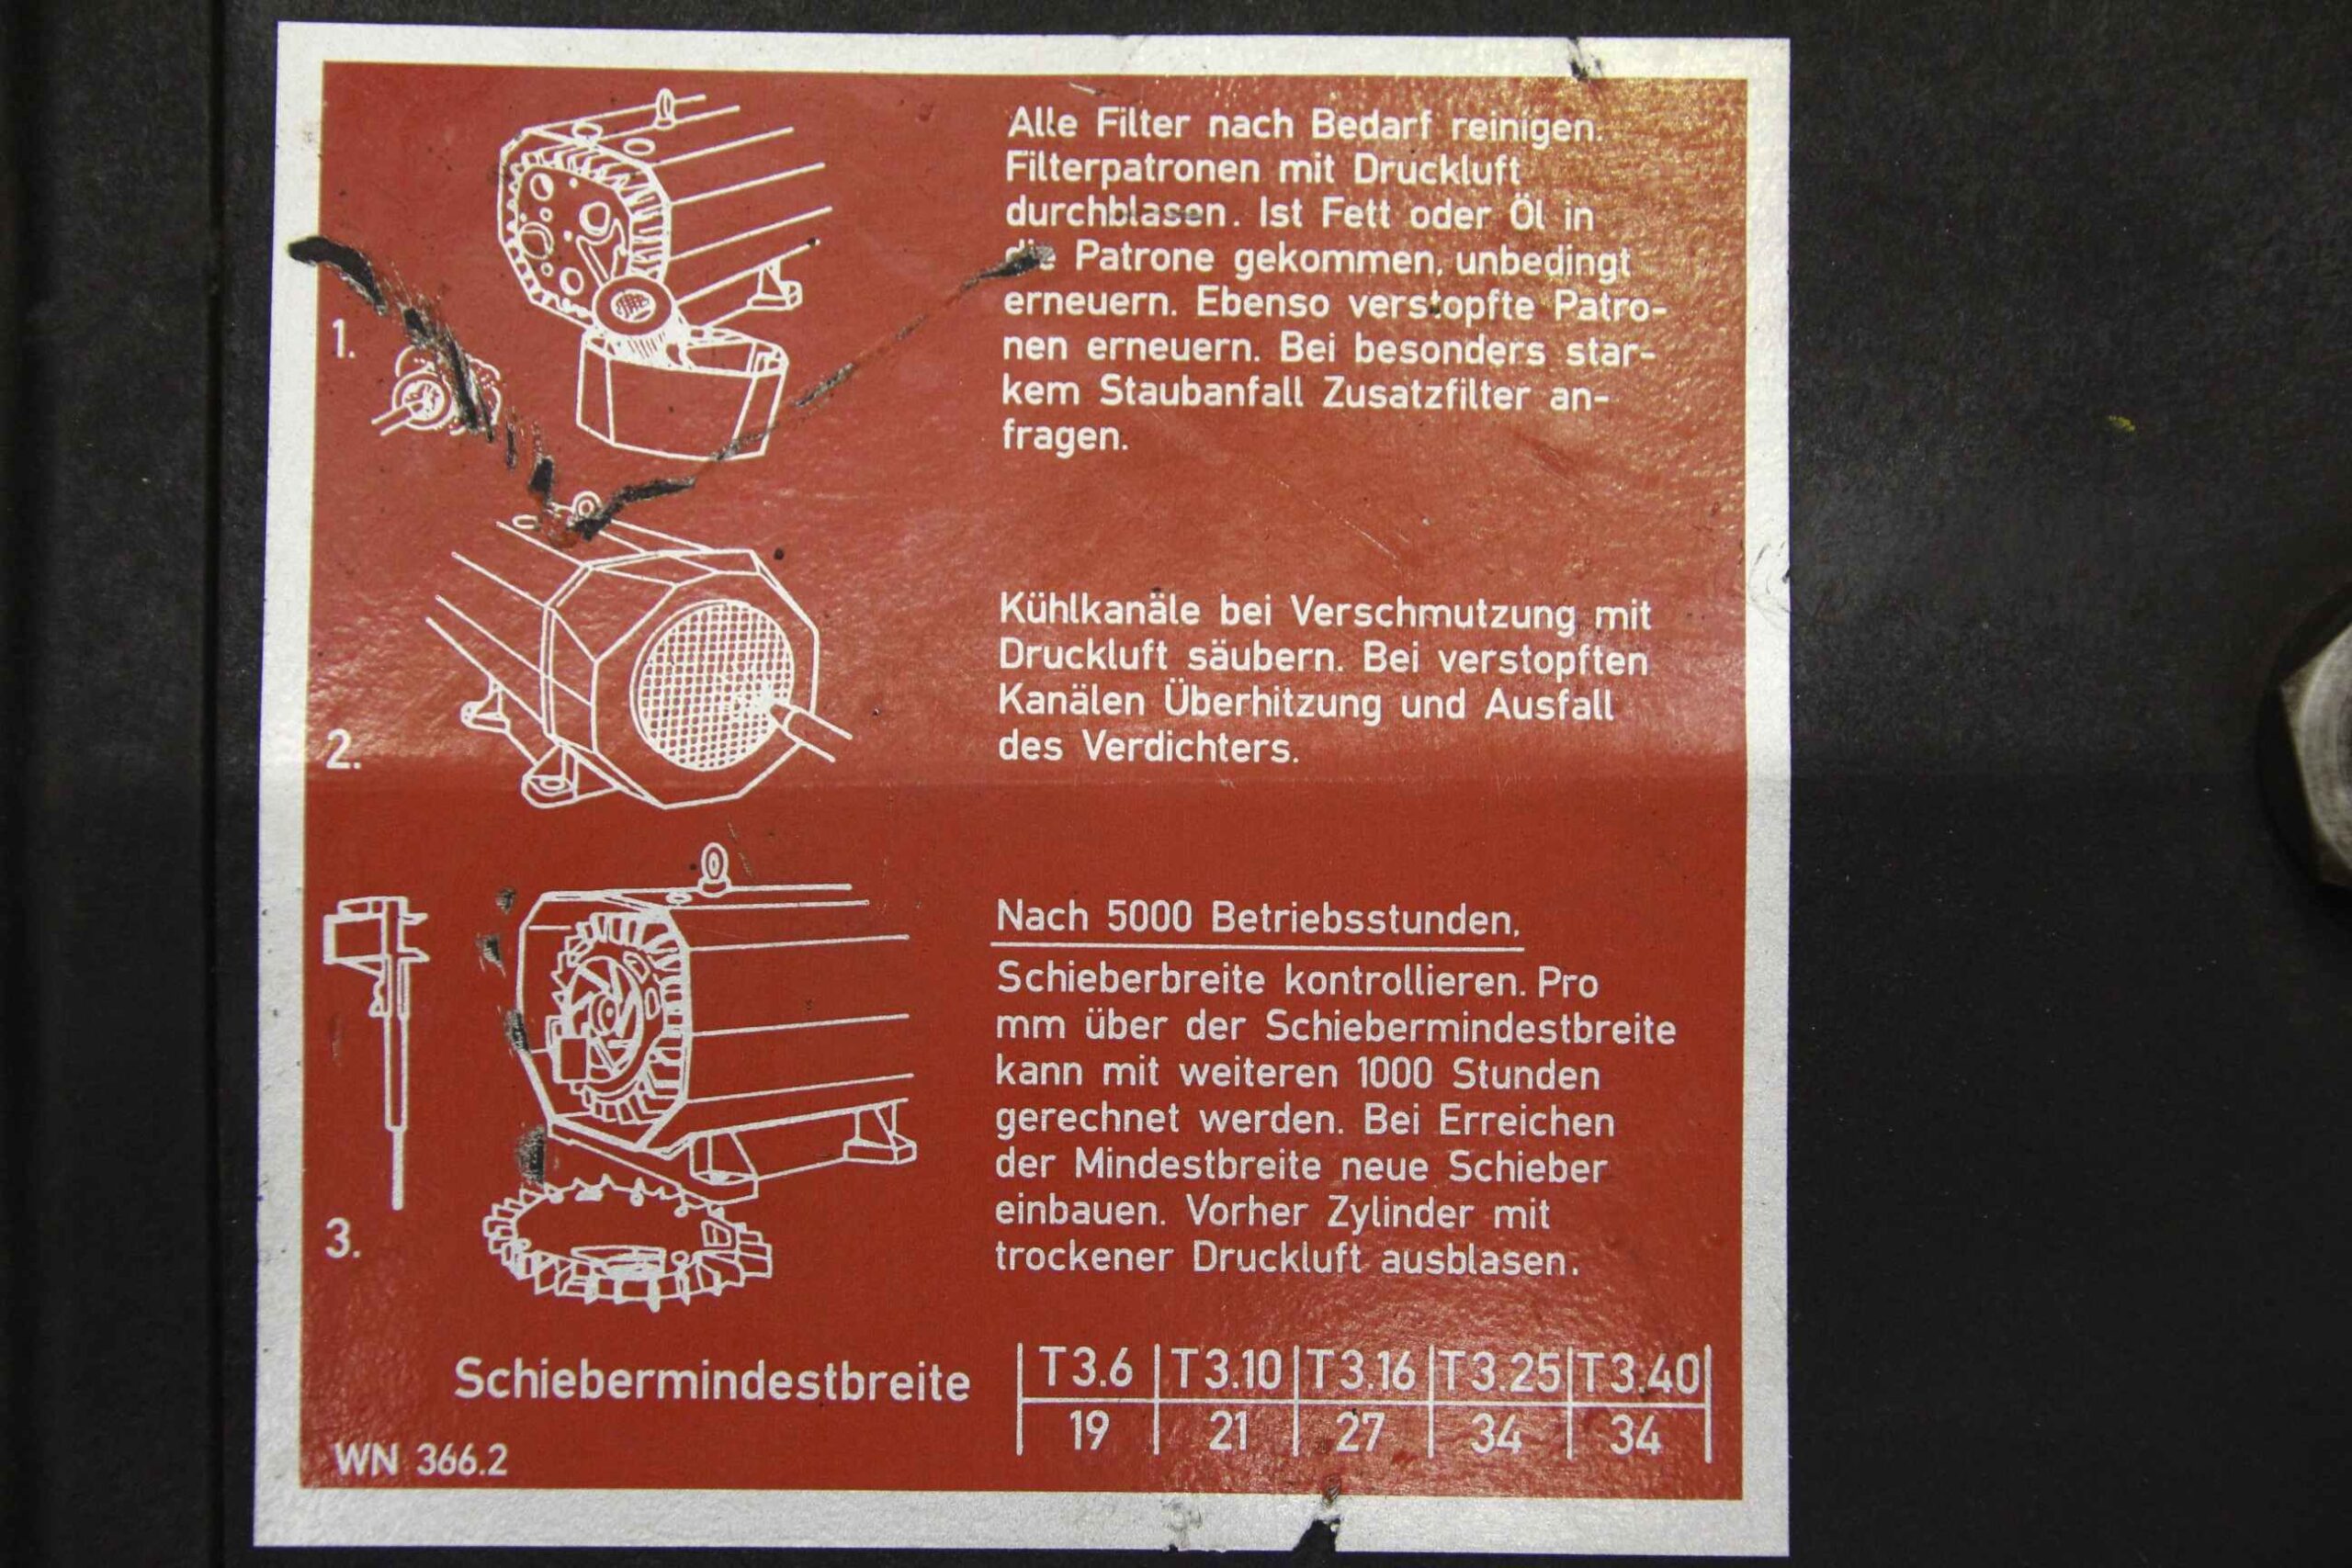 Alle Filter nach Bedarf reinigen.
Filterpatronen mit Druckluft
durchblasen. Ist Fett oder Öl in
die Patrone gekommen, unbedingt
erneuern. Ebenso verstopfte Patro-
nen erneuern. Bei besonders star-
kem Staubanfall Zusatzfilter an-
fragen.
1.
Kühlkanäle bei Verschmutzung mit
Druckluft säubern. Bei verstopften
Kanälen Überhitzung und Ausfall
des Verdichters.
2.
Nach 5000 Betriebsstunden,
Schieberbreite kontrollieren. Pro
mm über der Schiebermindestbreite
kann mit weiteren 1000 Stunden
gerechnet werden. Bei Erreichen
der Mindestbreite neue Schieber
einbauen. Vorher Zylinder mit
trockener Druckluft ausblasen.
3.
Schiebermindestbreite T3.6 T3.10 T3.16 T3.25 T3.40
19 21 27 34 34
WN 366.2